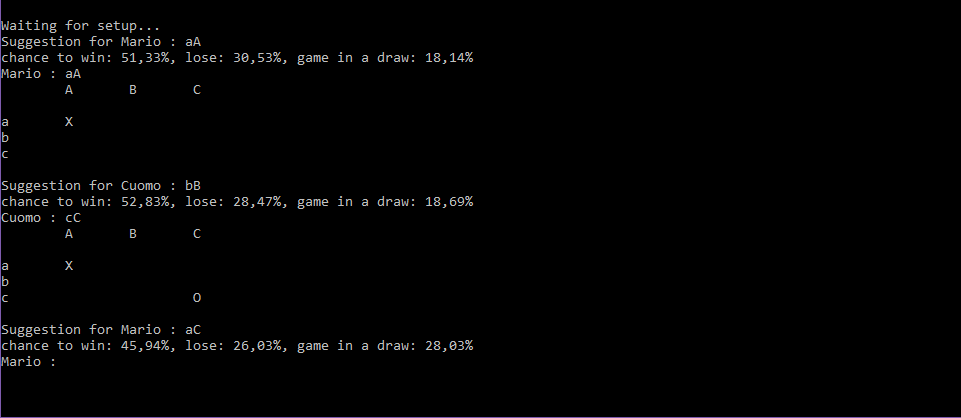 Waiting for setup...
Suggestion for Mario : aA
chance to win: 51,33%, lose: 30,53%, game in a draw: 18,14%
Mario : aA
A B C
a X
b
c
Suggestion for Cuomo : bB
chance to win: 52,83%, lose: 28,47%, game in a draw: 18,69%
Cuomo : cC
A B C
a X
b
c O
Suggestion for Mario : aC
chance to win: 45,94%, lose: 26,03%, game in a draw: 28,03%
Mario :